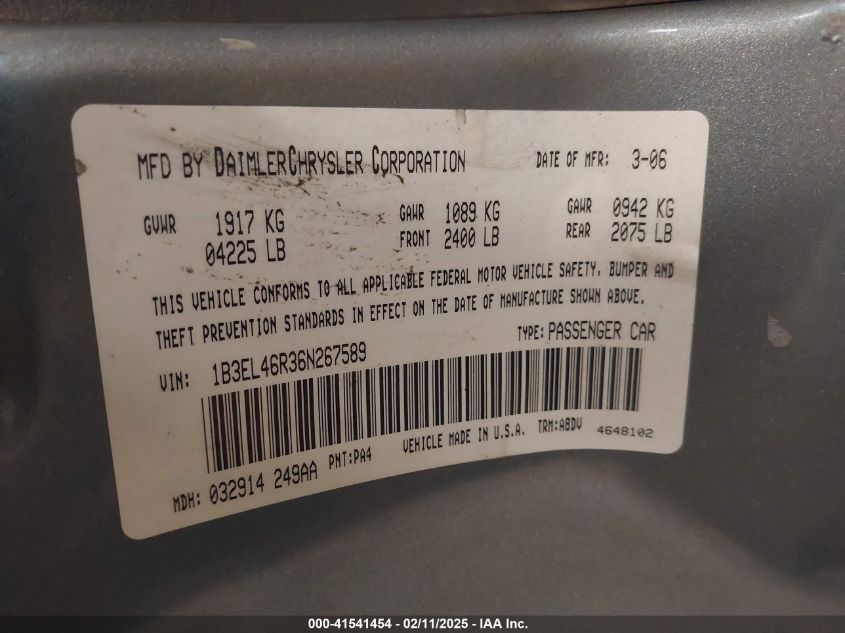 MFD BY DAIMLERCHRYSLER CORPORATION DATE OF MFR: 3-06
GVWR 1917 KG GAWR 1089 KG GAWR 0942 KG
04225 LB FRONT 2400 LB REAR 2075 LB
THIS VEHICLE CONFORMS TO ALL APPLICABLE FEDERAL MOTOR VEHICLE SAFETY, BUMPER AND
THEFT PREVENTION STANDARDS IN EFFECT ON THE DATE OF MANUFACTURE SHOWN ABOVE.
VIN: 1B3EL46R36N267589 TYPE: PASSENGER CAR
MDH: 032914 249AA PNT:PA4 VEHICLE MADE IN U.S.A. TRM:A8DV 4648102
000-41541454 - 02/11/2025 - IAA Inc.